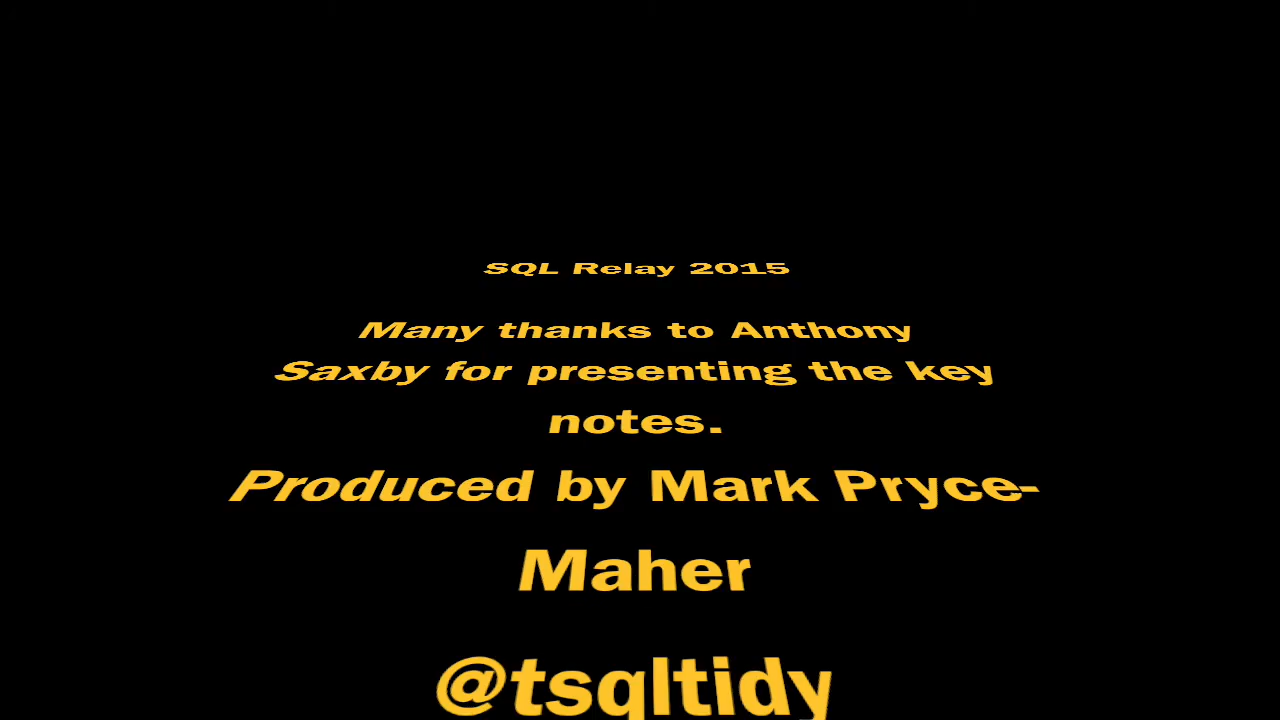 SQL Relay 2015
Many thanks to Anthony
Saxby for presenting the key
notes.
Produced by Mark Pryce-
Maher
@tsqltidy